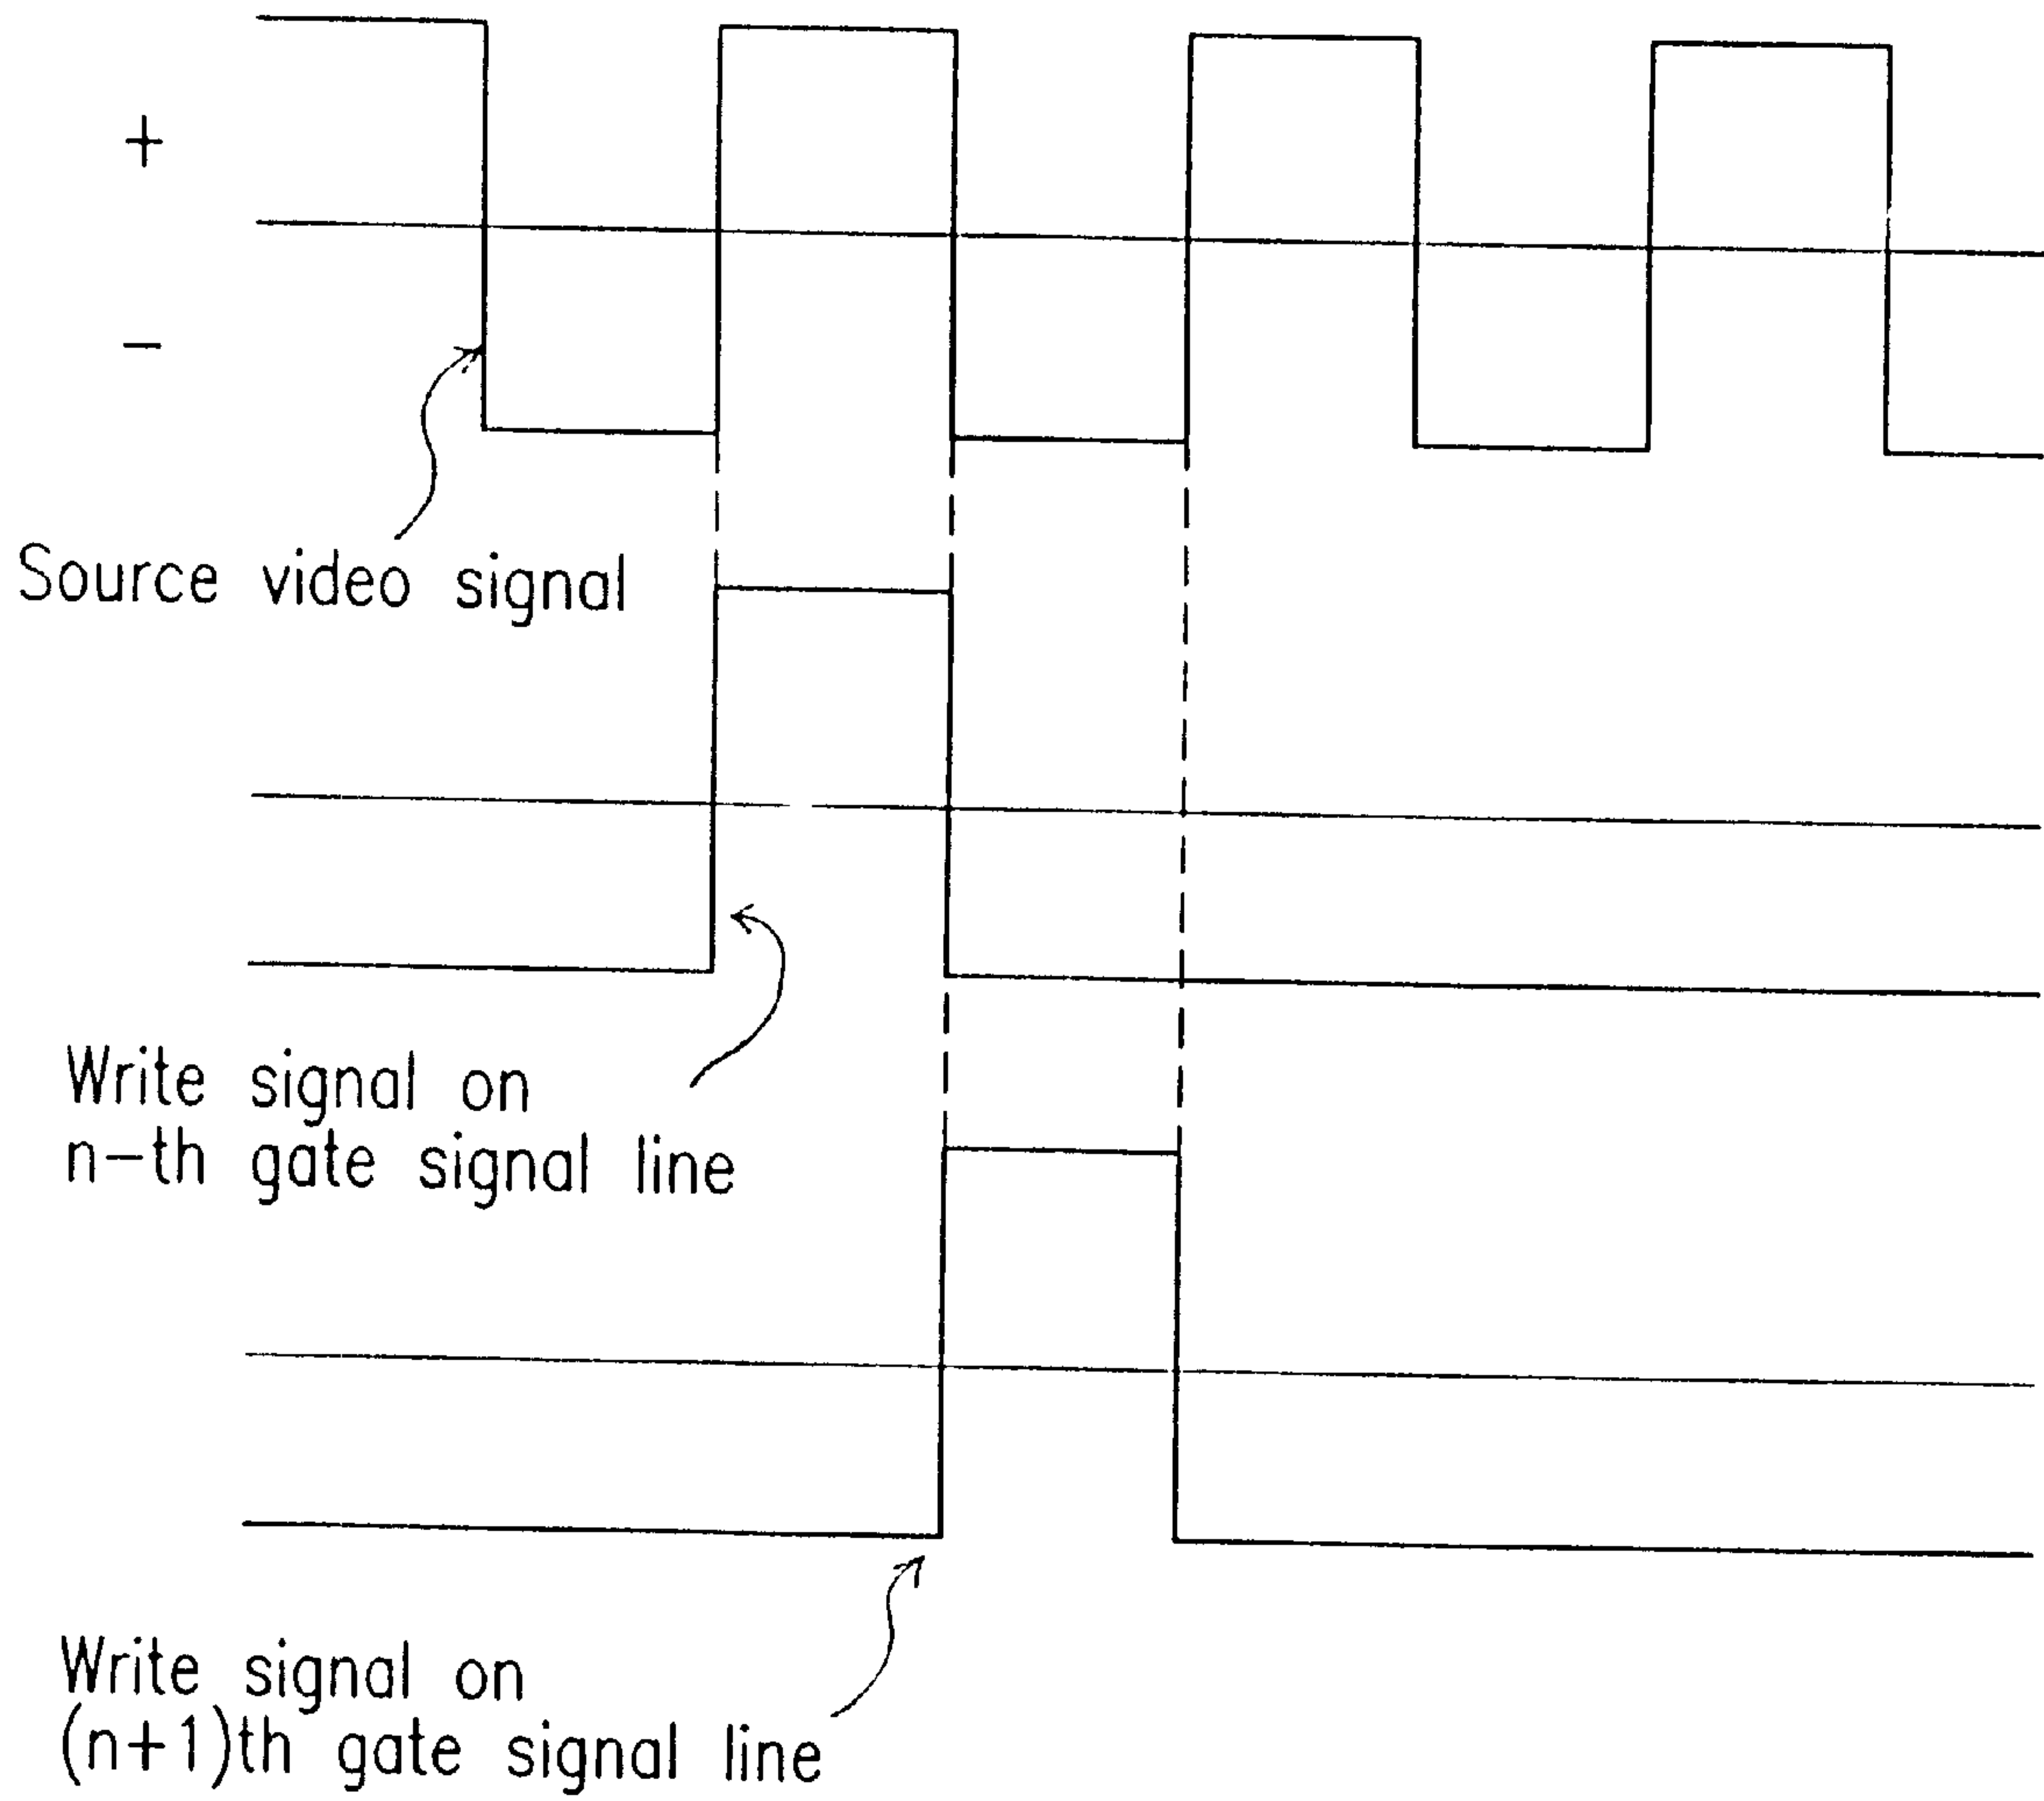 +
−
Source video signal
Write signal on
n−th gate signal line
Write signal on
(n+1)th gate signal line